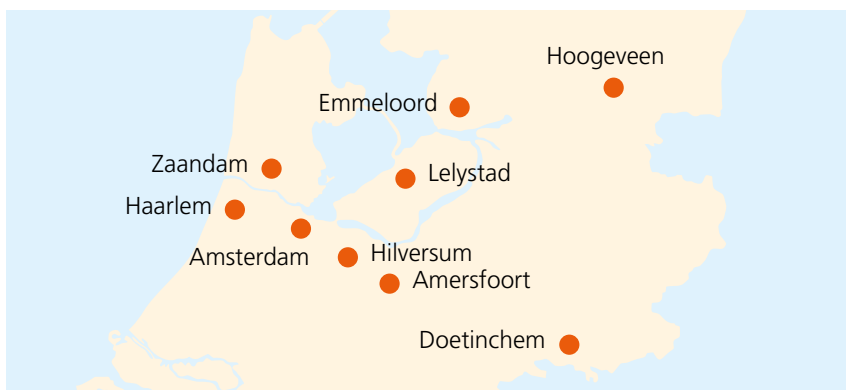 Hoogeveen
Emmeloord
Zaandam
Lelystad
Haarlem
Amsterdam
Hilversum
Amersfoort
Doetinchem